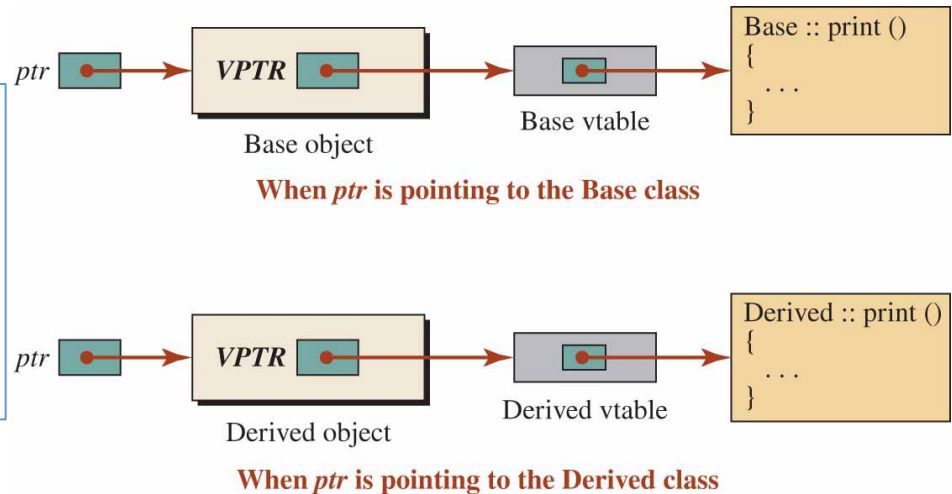 ptr
VPTR
Base object
Base vtable
Base :: print ()
{
. . .
}
When ptr is pointing to the Base class
ptr
VPTR
Derived object
Derived vtable
Derived :: print ()
{
. . .
}
When ptr is pointing to the Derived class